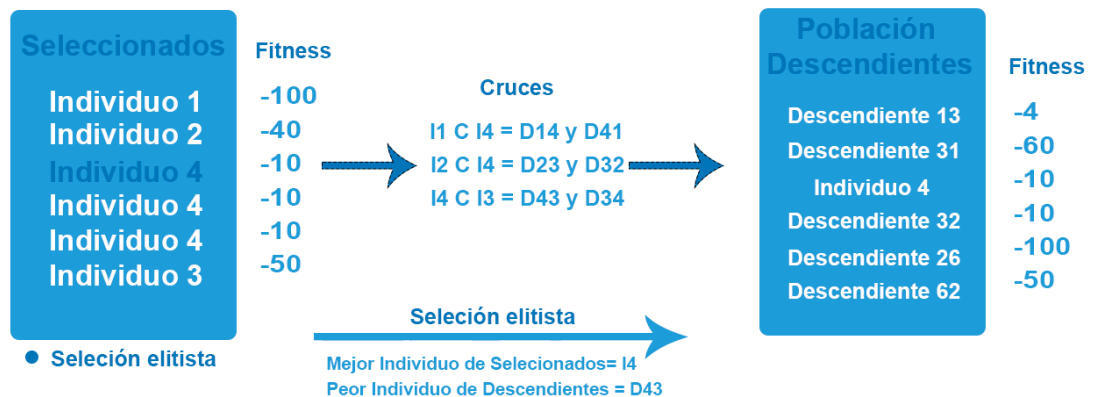 Seleccionados
Individuo 1
Individuo 2
Individuo 4
Individuo 4
Individuo 4
Individuo 3
Seleción elitista
Fitness
-100
-40
-10
-10
-10
-50
Cruces
I1 C I4 = D14 y D41
I2 C I4 = D23 y D32
I4 C I3 = D43 y D34
Seleción elitista
Mejor Individuo de Selecionados= I4
Peor Individuo de Descendientes = D43
Población
Descendientes
Descendiente 13
Descendiente 31
Individuo 4
Descendiente 32
Descendiente 26
Descendiente 62
Fitness
-4
-60
-10
-10
-100
-50